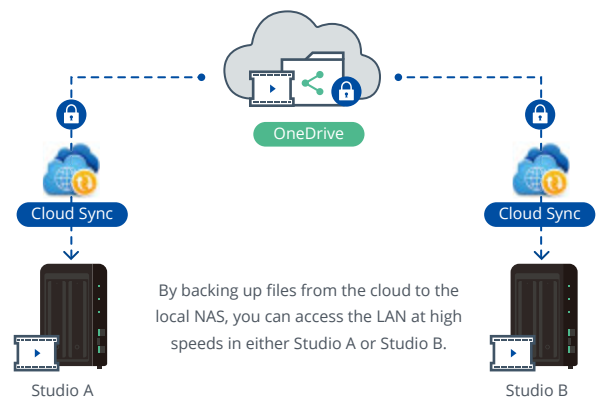 OneDrive
Cloud Sync
Cloud Sync
By backing up files from the cloud to the
local NAS, you can access the LAN at high
speeds in either Studio A or Studio B.
Studio A
Studio B